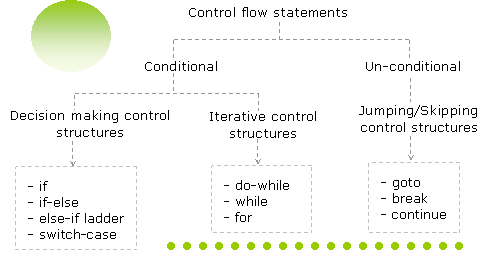 Control flow statements
Conditional
Un-conditional
Decision making control
structures
Iterative control
structures
Jumping/Skipping
control structures
- if
- if-else
- else-if ladder
- switch-case
- do-while
- while
- for
- goto
- break
- continue